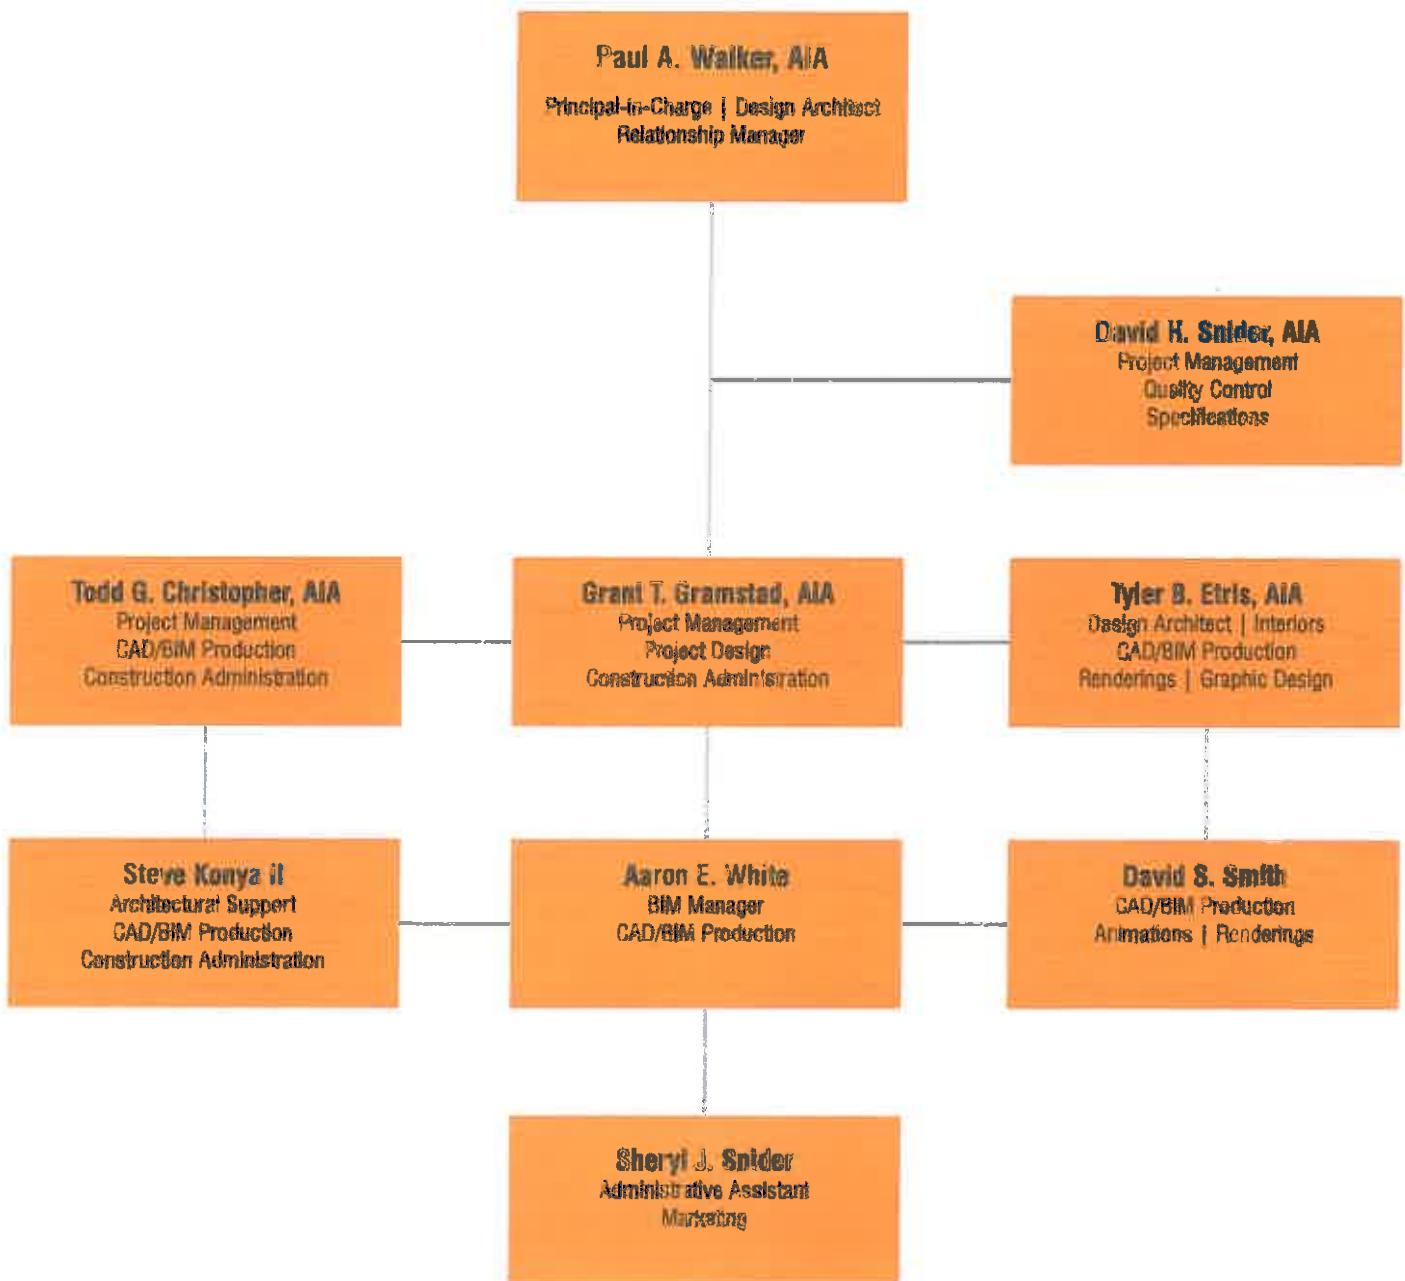 Paul A. Walker, AIA
Principal-in-Charge | Design Architect
Relationship Manager
David H. Snider, AIA
Project Management
Quality Control
Specifications
Todd G. Christopher, AIA
Project Management
CAD/BIM Production
Construction Administration
Grant T. Gramstad, AIA
Project Management
Project Design
Construction Administration
Tyler B. Etris, AIA
Design Architect | Interiors
CAD/BIM Production
Renderings | Graphic Design
Steve Konya II
Architectural Support
CAD/BIM Production
Construction Administration
Aaron E. White
BIM Manager
CAD/BIM Production
David S. Smith
CAD/BIM Production
Animations | Renderings
Sheryl J. Snider
Administrative Assistant
Marketing